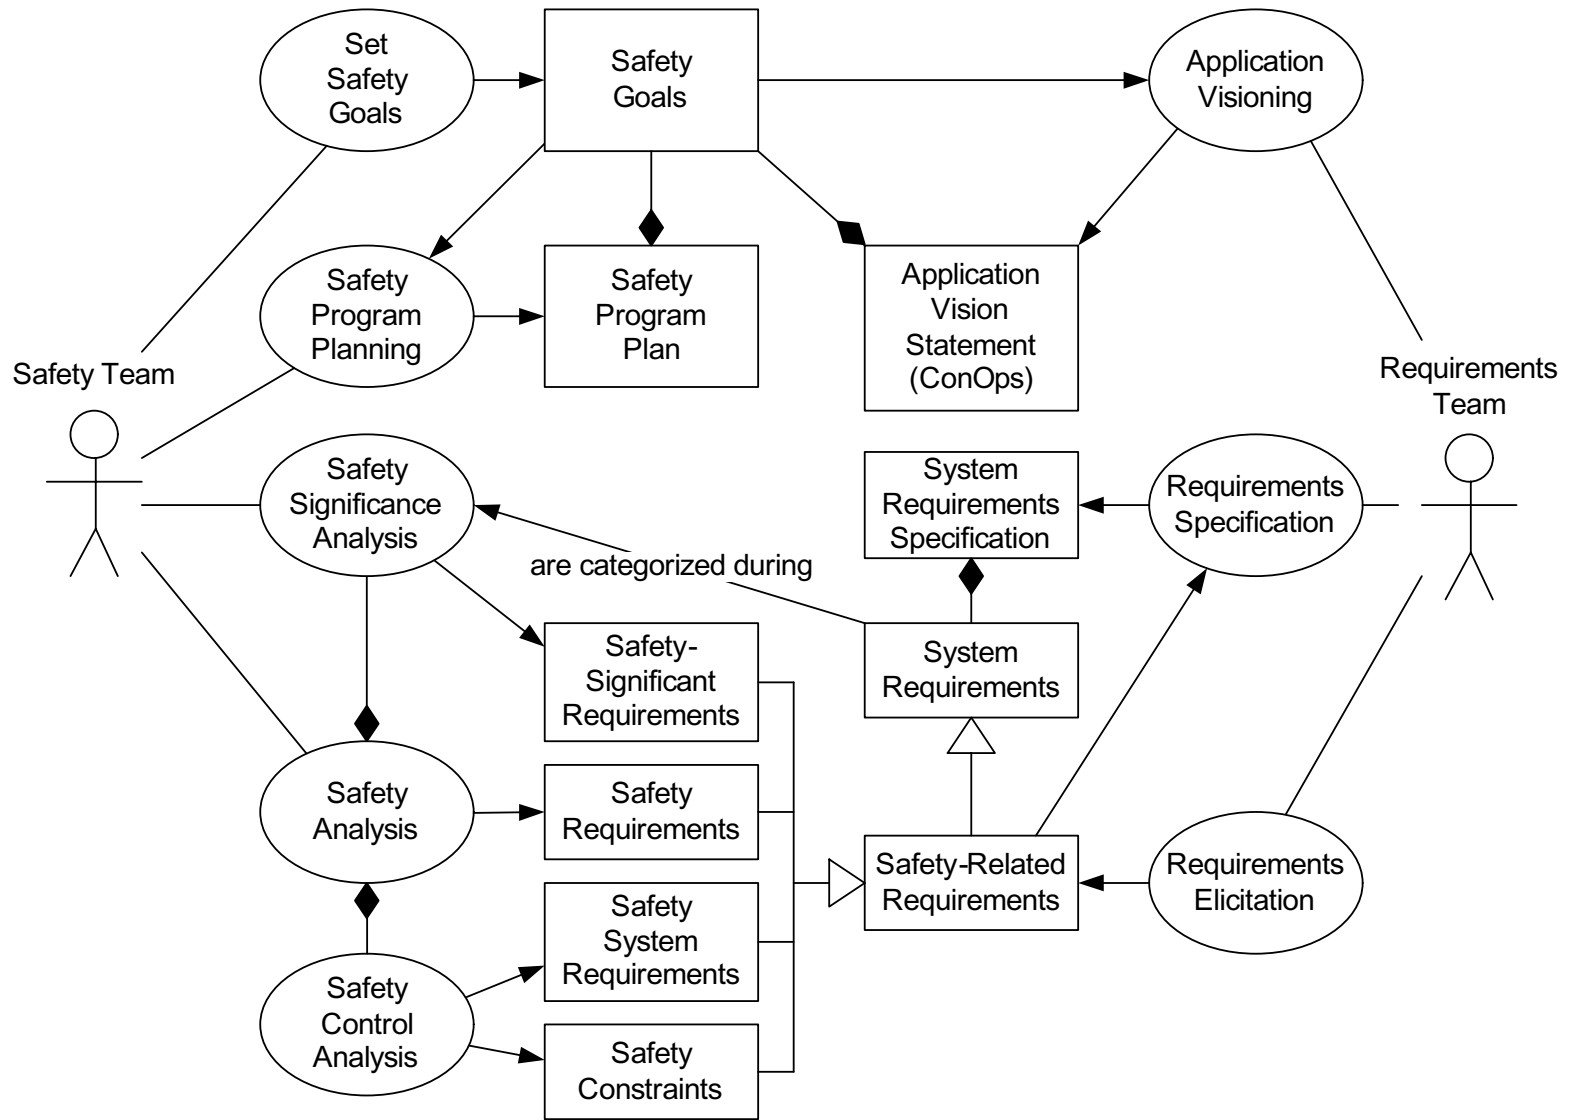 Set
Safety
Goals
Safety
Goals
Application
Visioning
Safety
Program
Planning
Safety
Program
Plan
Application
Vision
Statement
(ConOps)
Safety Team
Requirements
Team
Safety
Significance
Analysis
System
Requirements
Specification
Requirements
Specification
are categorized during
Safety-
Significant
Requirements
System
Requirements
Safety
Analysis
Safety
Requirements
Safety-Related
Requirements
Requirements
Elicitation
Safety
System
Requirements
Safety
Control
Analysis
Safety
Constraints